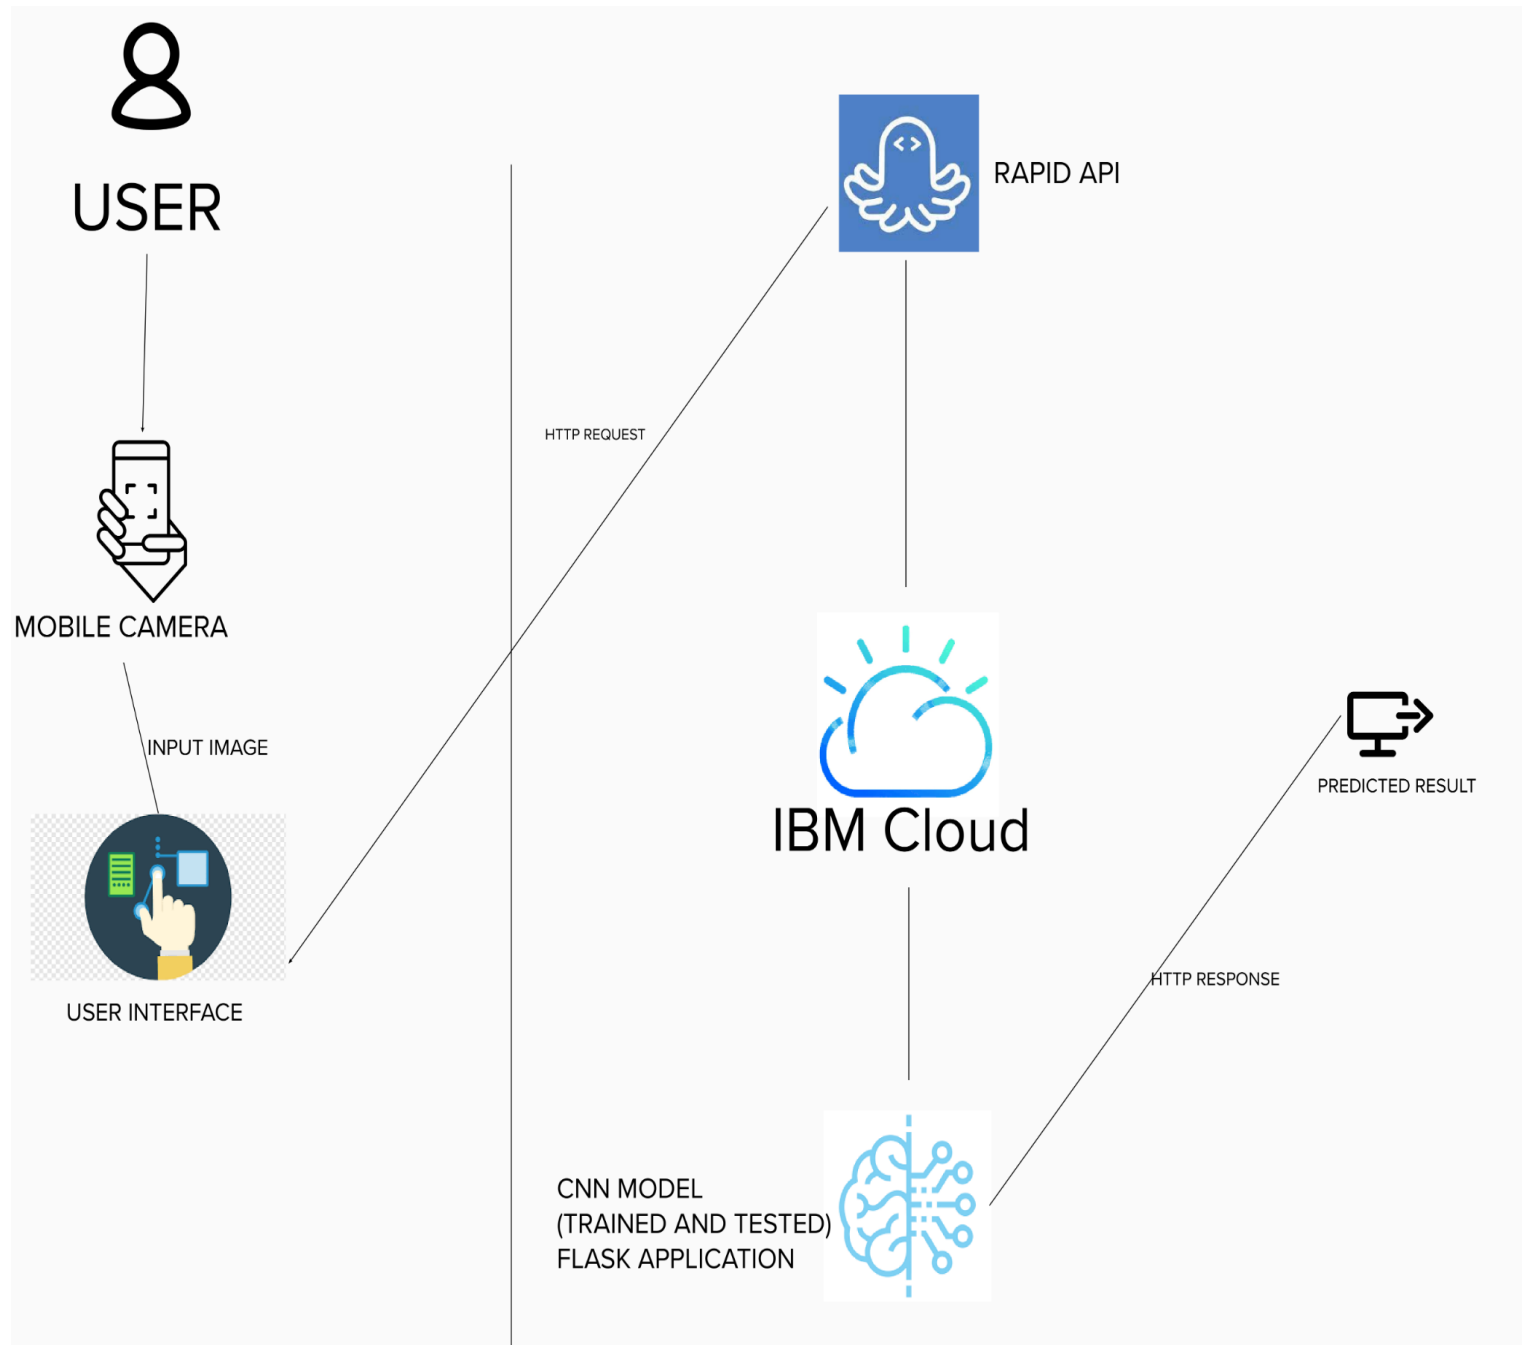 USER
RAPID API
HTTP REQUEST
MOBILE CAMERA
INPUT IMAGE
IBM Cloud
PREDICTED RESULT
HTTP RESPONSE
USER INTERFACE
CNN MODEL
(TRAINED AND TESTED)
FLASK APPLICATION